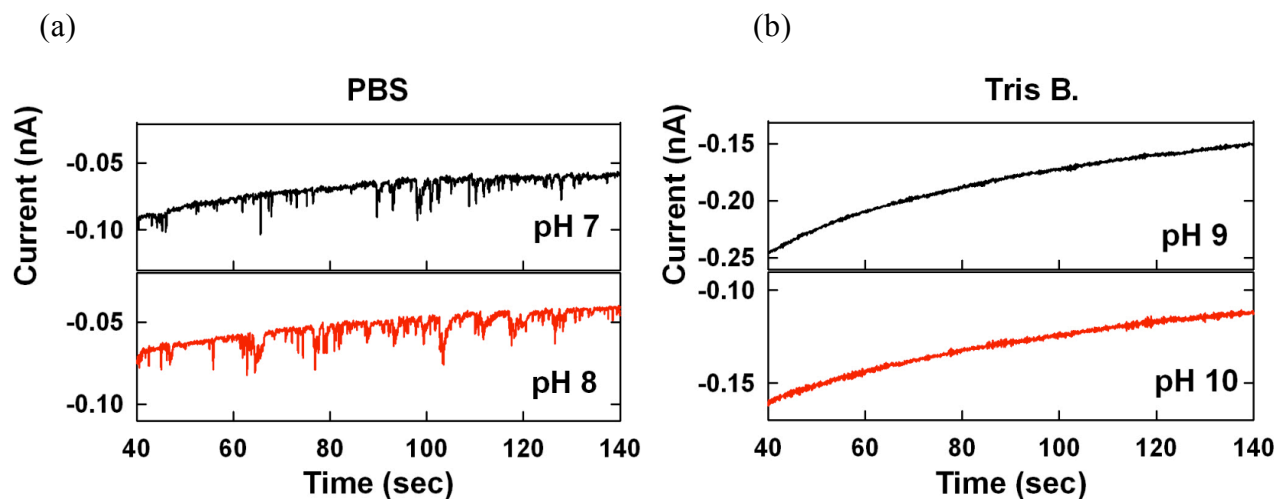 (a)
PBS
Current (nA)
-0.05
-0.10
pH 7
-0.05
-0.10
pH 8
40 60 80 100 120 140
Time (sec)
(b)
Tris B.
Current (nA)
-0.15
-0.20
-0.25
pH 9
-0.10
-0.15
pH 10
40 60 80 100 120 140
Time (sec)